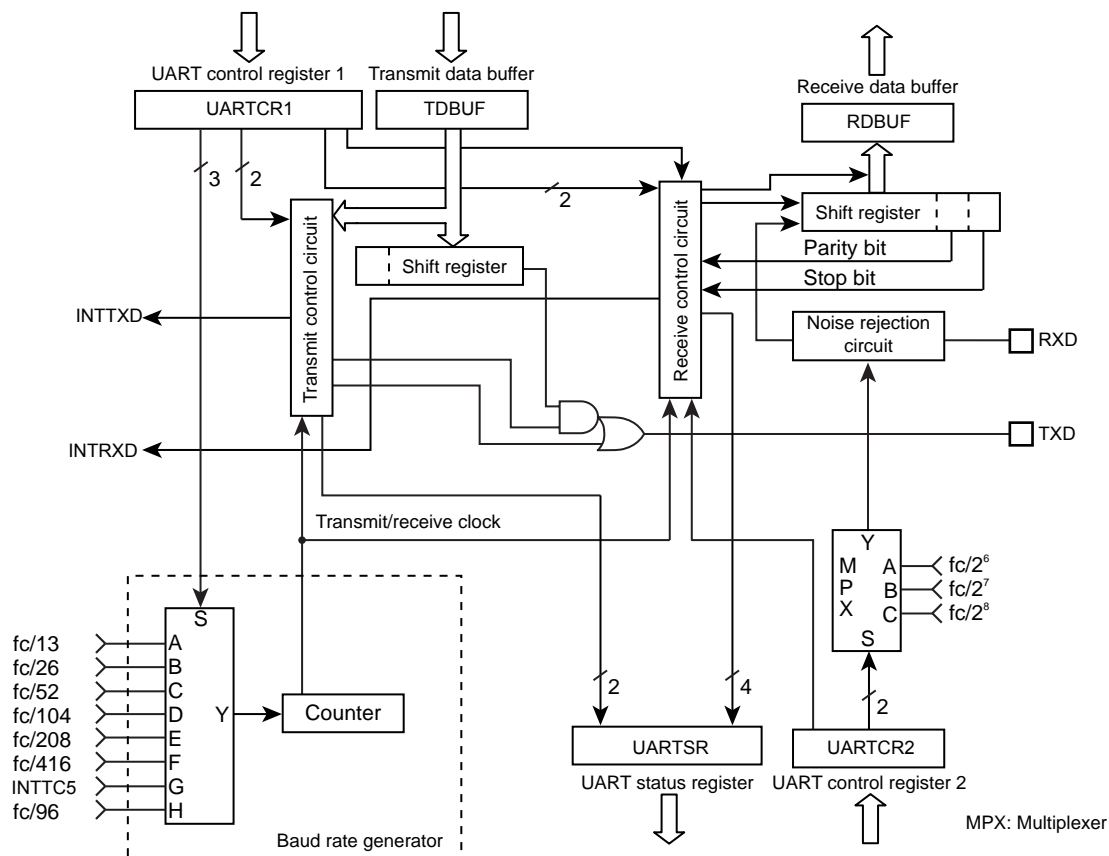 UART control register 1
Transmit data buffer
Receive data buffer
UARTCR1
TDBUF
RDBUF
3
2
2
Transmit control circuit
Receive control circuit
Shift register
Shift register
Parity bit
Stop bit
INTTXD
Noise rejection
circuit
RXD
INTRXD
TXD
Transmit/receive clock
Y
M
P
X
A
B
C
S
fc/2⁶
fc/2⁷
fc/2⁸
S
fc/13
A
fc/26
B
fc/52
C
fc/104
D
fc/208
E
fc/416
F
INTTC5
G
fc/96
H
Y
Counter
2
4
2
UARTSR
UARTCR2
UART status register
UART control register 2
Baud rate generator
MPX: Multiplexer